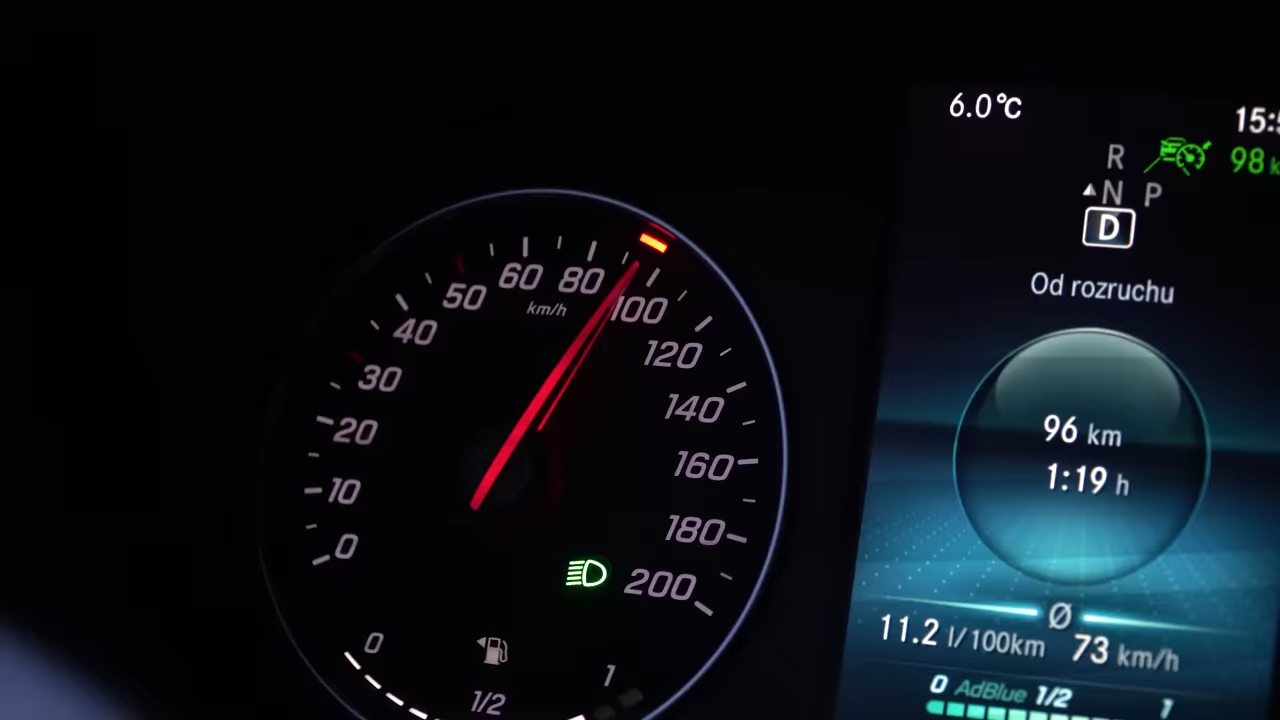 0
10
20
30
40
50
60
80
100
120
140
160
180
200
km/h
0
1/2
1
6.0°C
15:
98
R
N P
D
Od rozruchu
96 km
1:19 h
Ø
11.2 l/100km 73 km/h
0 AdBlue 1/2 1